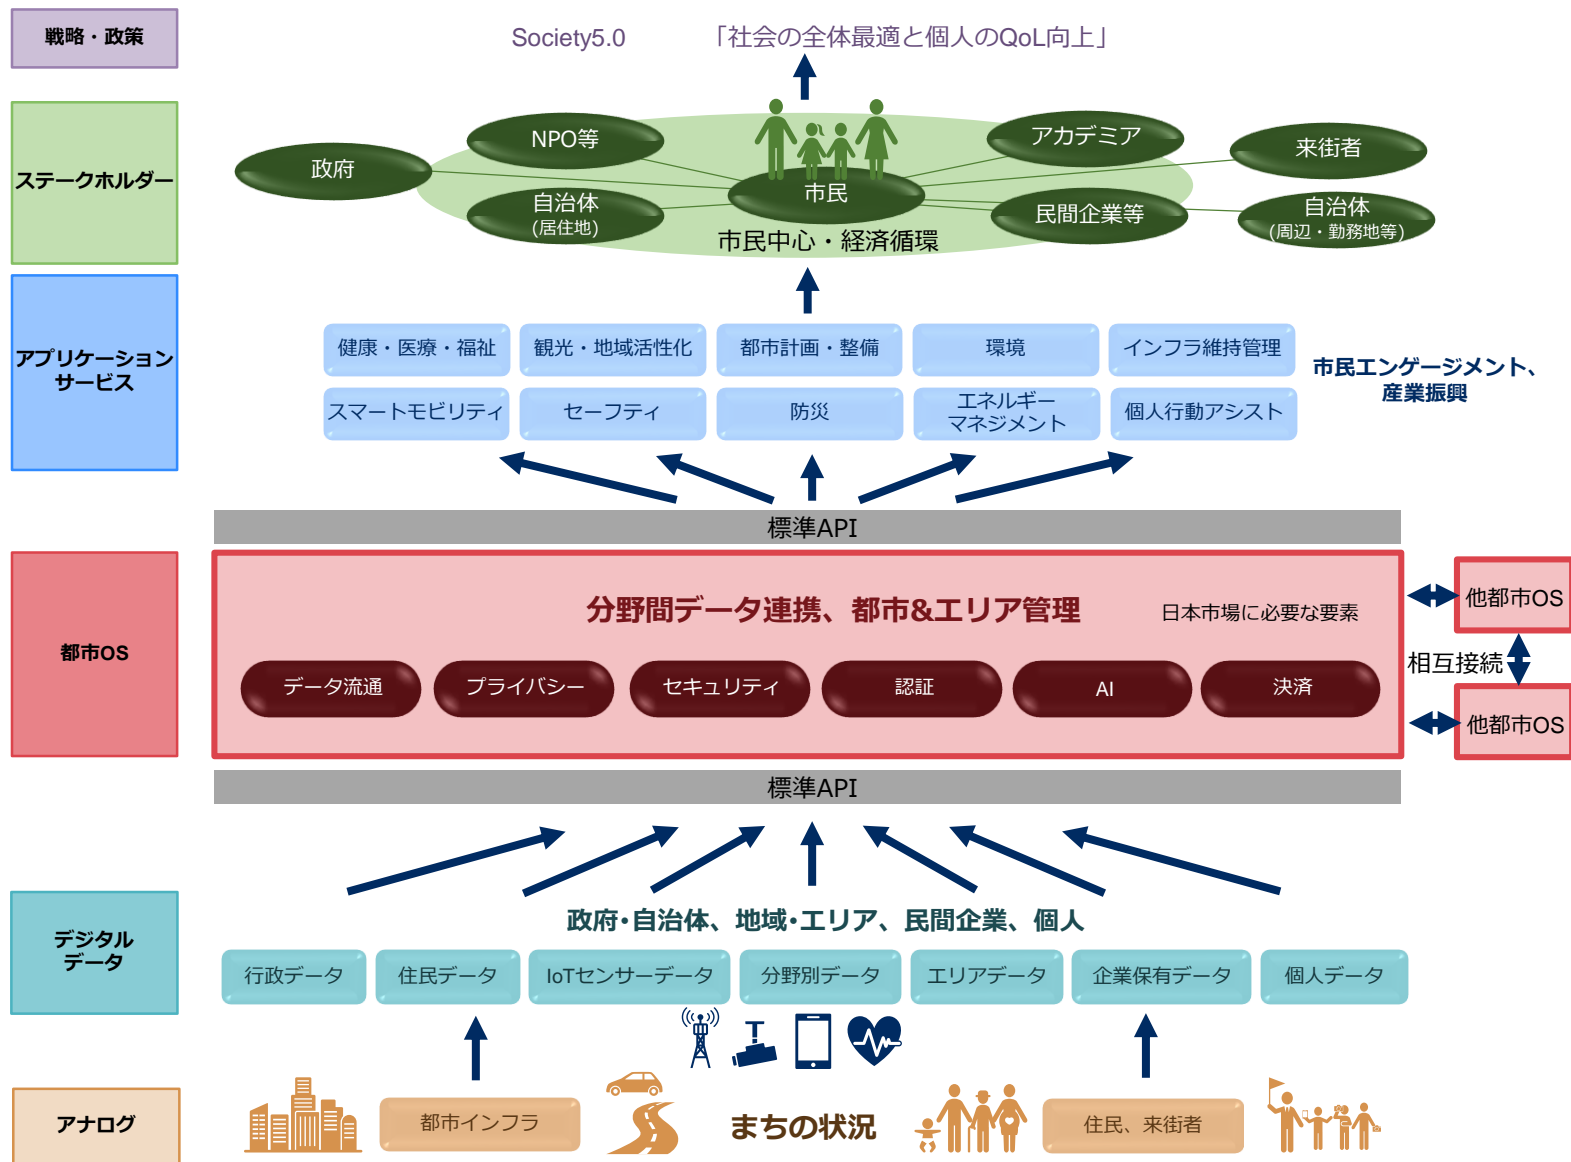 戦略・政策
Society5.0 「社会の全体最適と個人のQoL向上」
ステークホルダー
政府
NPO等
アカデミア
来街者
市民
自治体
(居住地)
民間企業等
自治体
(周辺・勤務地等)
市民中心・経済循環
アプリケーション
サービス
健康・医療・福祉
観光・地域活性化
都市計画・整備
環境
インフラ維持管理
スマートモビリティ
セーフティ
防災
エネルギー
マネジメント
個人行動アシスト
市民エンゲージメント、
産業振興
標準API
都市OS
分野間データ連携、都市&エリア管理
日本市場に必要な要素
データ流通
プライバシー
セキュリティ
認証
AI
決済
他都市OS
相互接続
他都市OS
標準API
デジタル
データ
政府・自治体、地域・エリア、民間企業、個人
行政データ
住民データ
IoTセンサーデータ
分野別データ
エリアデータ
企業保有データ
個人データ
アナログ
都市インフラ
まちの状況
住民、来街者